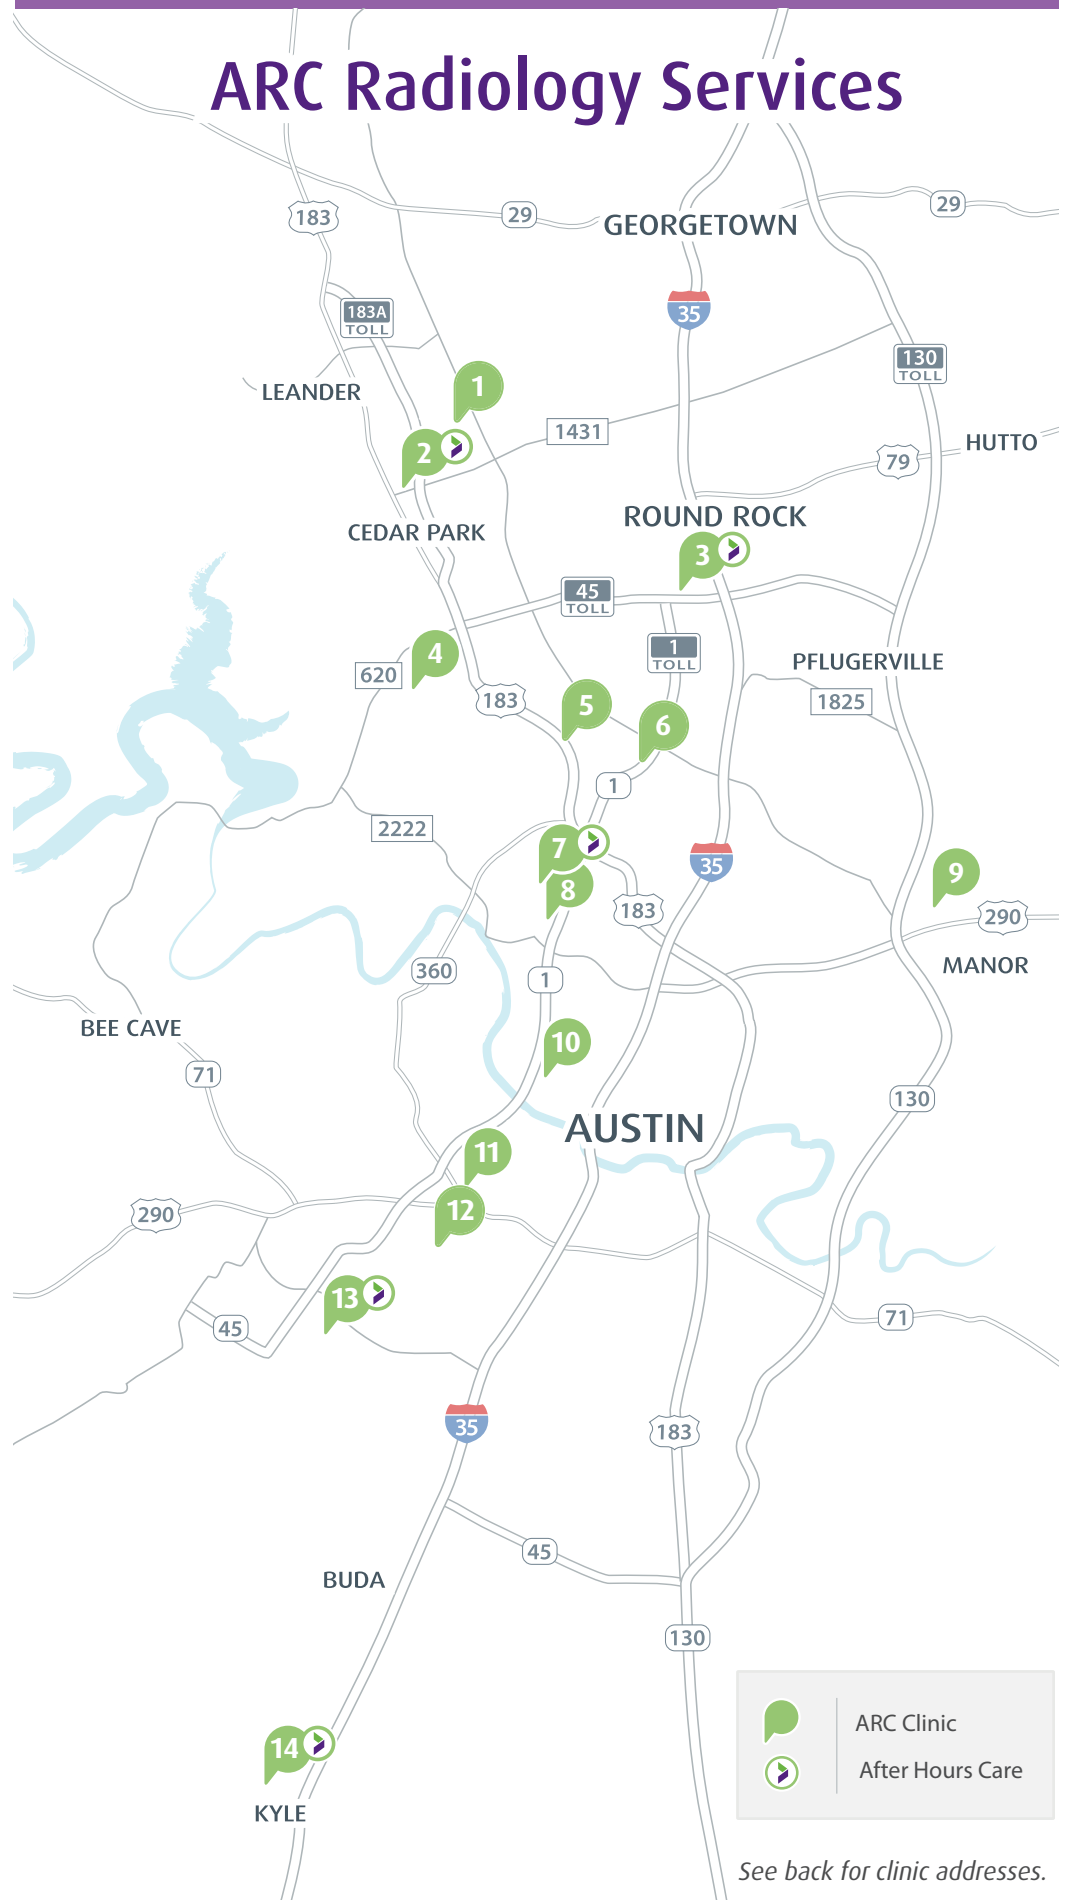 ARC Radiology Services
183
29
29
GEORGETOWN
183A
TOLL
35
130
TOLL
LEANDER
1
1431
HUTTO
2
79
ROUND ROCK
CEDAR PARK
3
45
TOLL
4
1
TOLL
PFLUGERVILLE
620
183
1825
5
6
1
2222
7
35
9
8
183
290
360
1
MANOR
BEE CAVE
10
71
130
AUSTIN
11
290
12
13
45
71
35
183
45
BUDA
130
14
KYLE
ARC Clinic
After Hours Care
See back for clinic addresses.